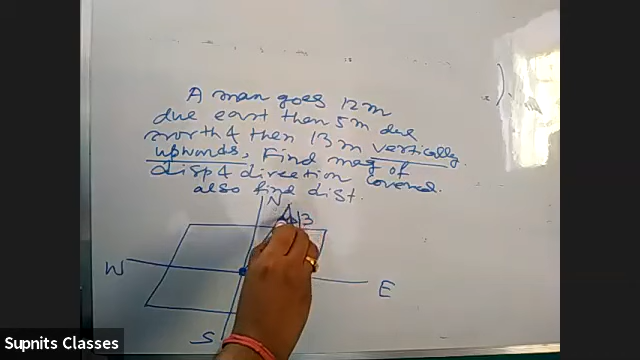 A man goes 12m
due east then 5m due
north & then 13m vertically
upwards, Find mag of
disp & direction covered.
also find dist.
N
13
W
E
S
Supnits Classes